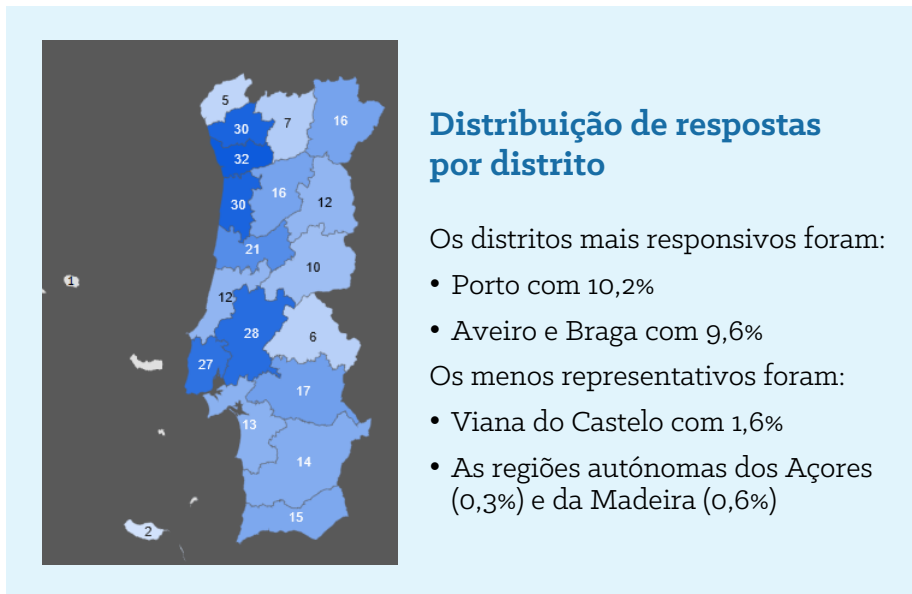 5
7
16
30
32
16
12
30
21
10
1
12
28
6
27
17
13
14
15
2
Distribuição de respostas
por distrito
Os distritos mais responsivos foram:
• Porto com 10,2%
• Aveiro e Braga com 9,6%
Os menos representativos foram:
• Viana do Castelo com 1,6%
• As regiões autónomas dos Açores
(0,3%) e da Madeira (0,6%)